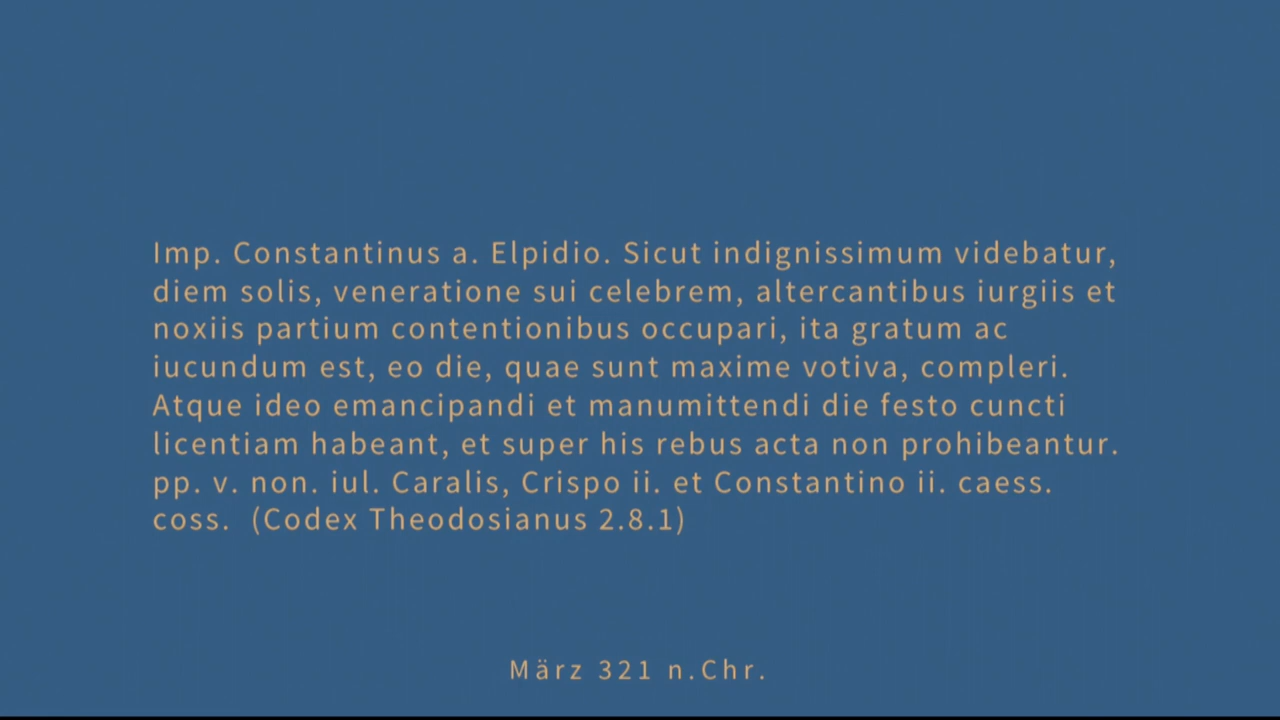 Imp. Constantinus a. Elpidio. Sicut indignissimum videbatur,
diem solis, veneratione sui celebrem, altercantibus iurgiis et
noxiis partium contentionibus occupari, ita gratum ac
iucundum est, eo die, quae sunt maxime votiva, compleri.
Atque ideo emancipandi et manumittendi die festo cuncti
licentiam habeant, et super his rebus acta non prohibeantur.
pp. v. non. iul. Caralis, Crispo ii. et Constantino ii. caess.
coss. (Codex Theodosianus 2.8.1)
März 321 n.Chr.